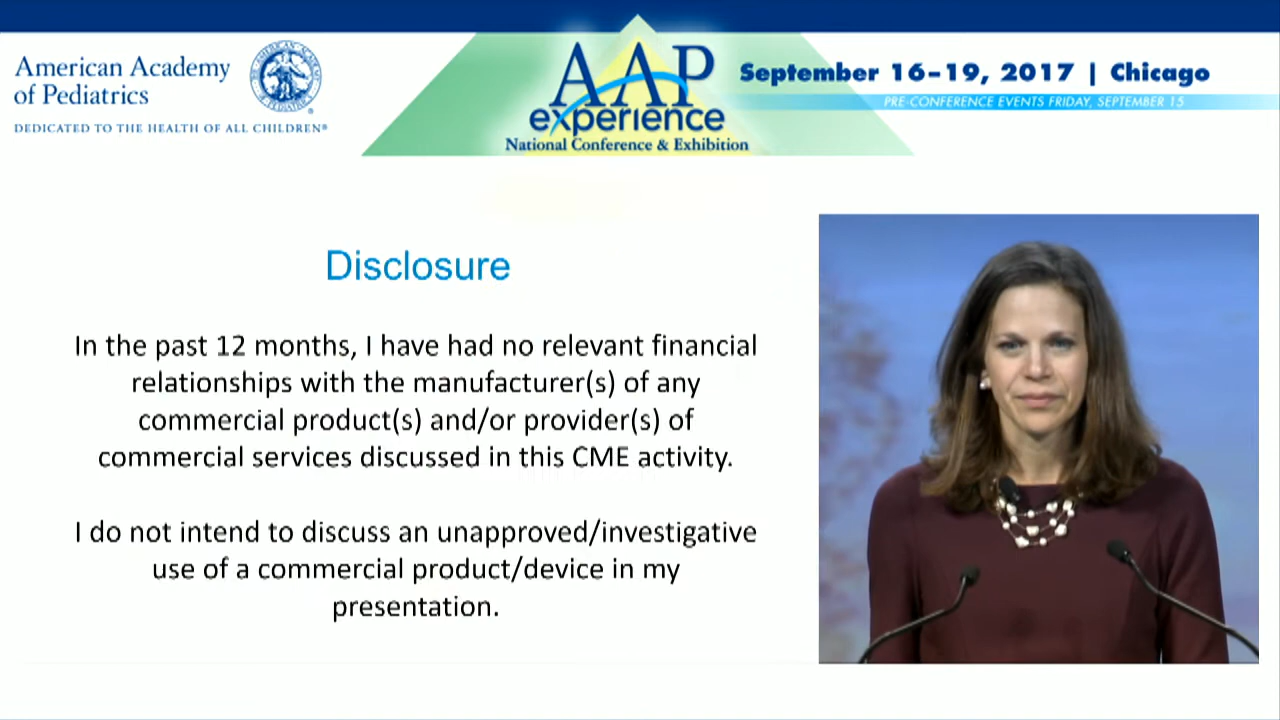 American Academy
of Pediatrics
DEDICATED TO THE HEALTH OF ALL CHILDREN®
AAP
experience
National Conference & Exhibition
September 16–19, 2017 | Chicago
PRE-CONFERENCE EVENTS FRIDAY, SEPTEMBER 15
Disclosure
In the past 12 months, I have had no relevant financial
relationships with the manufacturer(s) of any
commercial product(s) and/or provider(s) of
commercial services discussed in this CME activity.
I do not intend to discuss an unapproved/investigative
use of a commercial product/device in my
presentation.